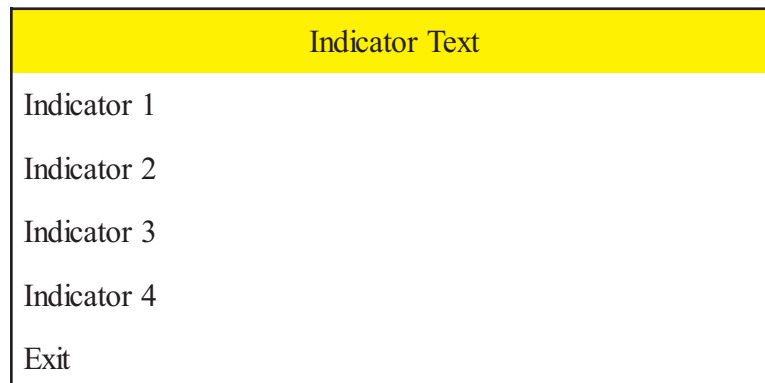 Indicator Text
Indicator 1
Indicator 2
Indicator 3
Indicator 4
Exit